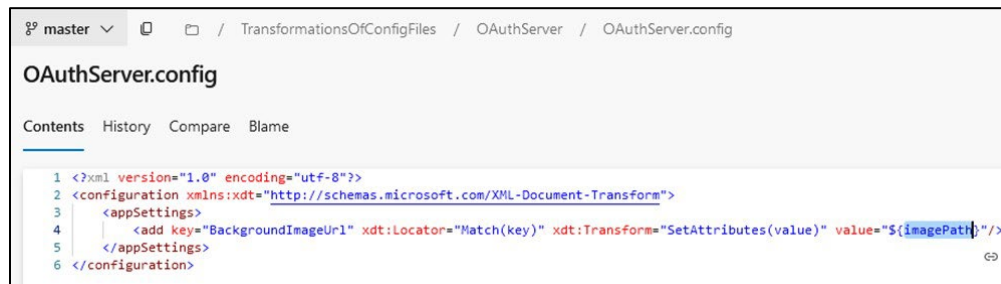 master / TransformationsOfConfigFiles / OAuthServer / OAuthServer.config
OAuthServer.config
Contents History Compare Blame
1 <?xml version="1.0" encoding="utf-8"?>
2 <configuration xmlns:xdt="http://schemas.microsoft.com/XML-Document-Transform">
3 <appSettings>
4 <add key="BackgroundImageUrl" xdt:Locator="Match(key)" xdt:Transform="SetAttributes(value)" value="${imagePath}"/>
5 </appSettings>
6 </configuration>